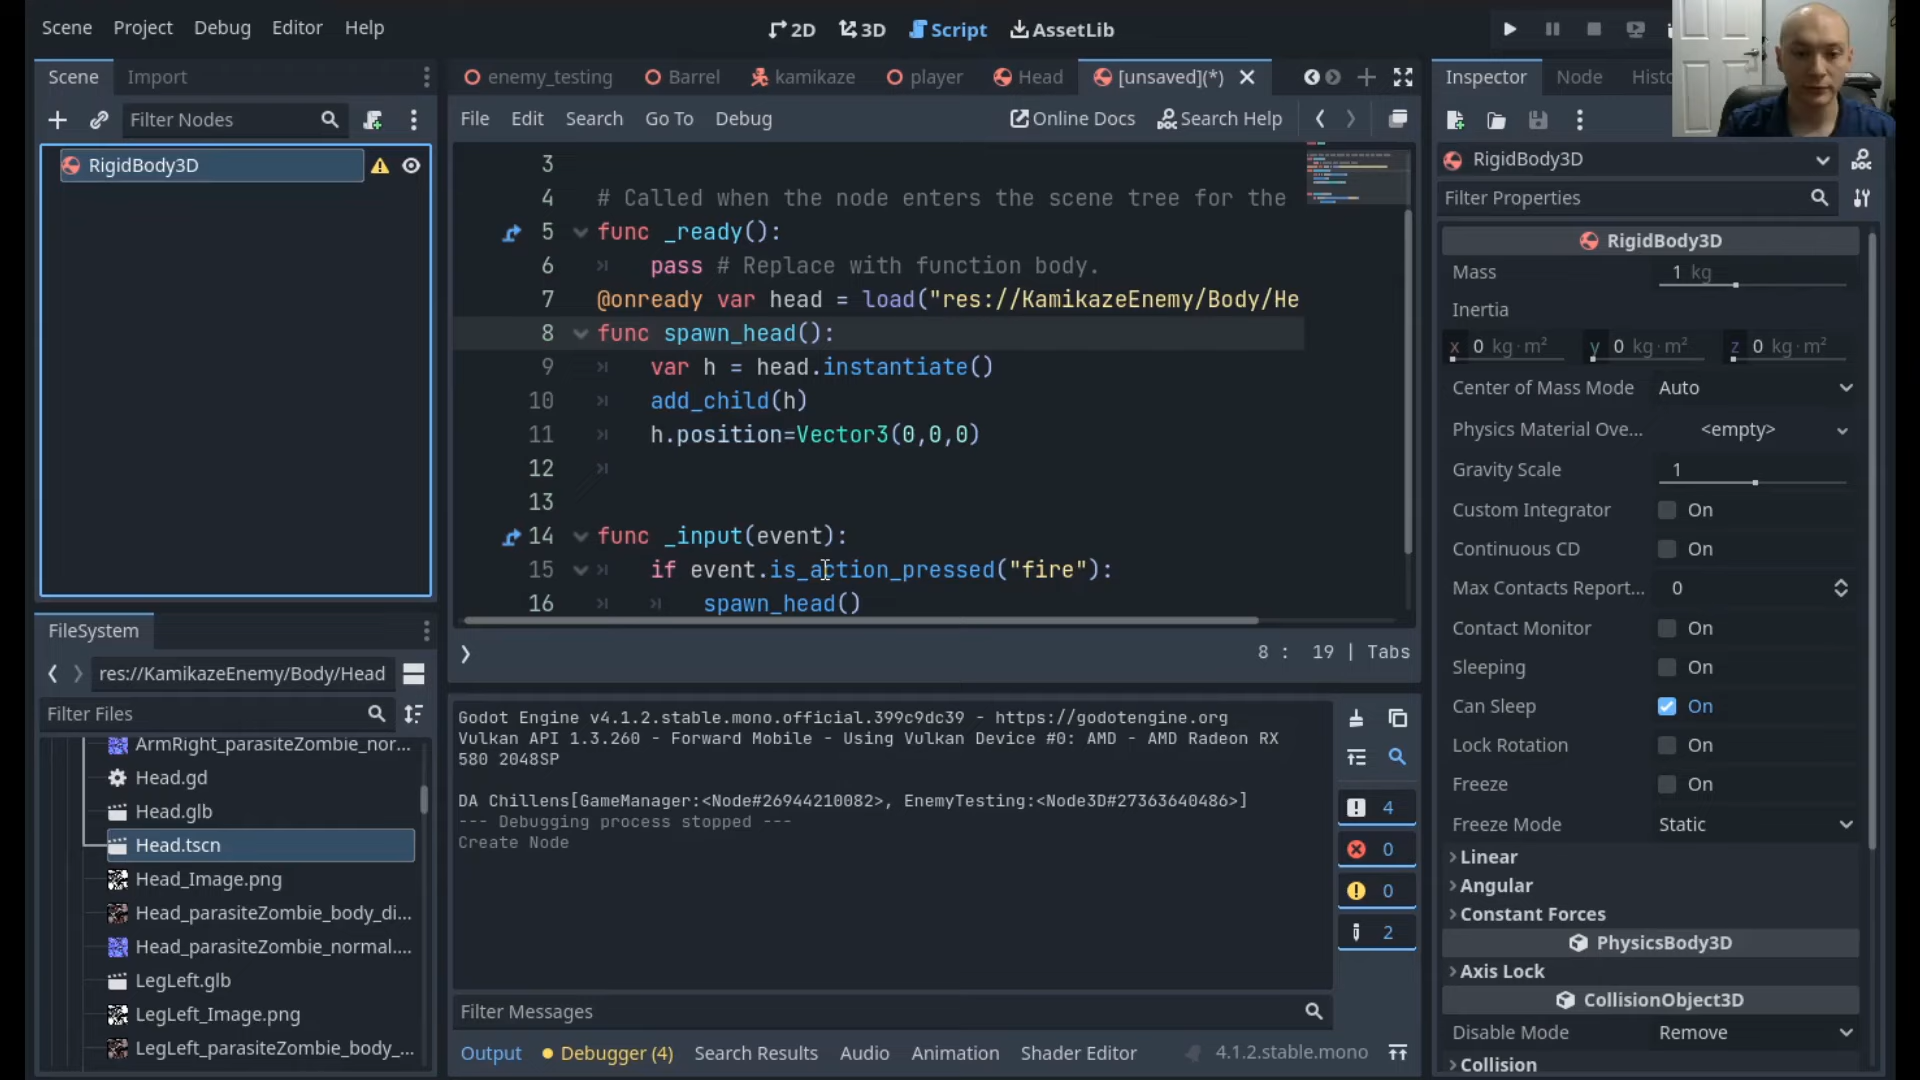 Scene Project Debug Editor Help
2D 3D Script AssetLib
Scene Import
enemy_testing Barrel kamikaze player Head [unsaved](*)
Inspector Node
Filter Nodes
File Edit Search Go To Debug Online Docs Search Help
RigidBody3D
RigidBody3D
Filter Properties
3
4 # Called when the node enters the scene tree for the
5 func _ready():
6 pass # Replace with function body.
7 @onready var head = load("res://KamikazeEnemy/Body/He
8 func spawn_head():
9 var h = head.instantiate()
10 add_child(h)
11 h.position=Vector3(0,0,0)
12
13
14 func _input(event):
15 if event.is_action_pressed("fire"):
16 spawn_head()
8 : 19 | Tabs
RigidBody3D
Mass 1 kg
Inertia
x 0 kg·m² y 0 kg·m² z 0 kg·m²
Center of Mass Mode Auto
Physics Material Ove... <empty>
Gravity Scale 1
Custom Integrator On
Continuous CD On
Max Contacts Report... 0
Contact Monitor On
Sleeping On
Can Sleep On
Lock Rotation On
Freeze On
Freeze Mode Static
Linear
Angular
Constant Forces
PhysicsBody3D
Axis Lock
CollisionObject3D
Disable Mode Remove
Collision
FileSystem
res://KamikazeEnemy/Body/Head
Filter Files
ArmRight_parasiteZombie_nor...
Head.gd
Head.glb
Head.tscn
Head_Image.png
Head_parasiteZombie_body_di...
Head_parasiteZombie_normal....
LegLeft.glb
LegLeft_Image.png
LegLeft_parasiteZombie_body_...
Godot Engine v4.1.2.stable.mono.official.399c9dc39 - https://godotengine.org
Vulkan API 1.3.260 - Forward Mobile - Using Vulkan Device #0: AMD - AMD Radeon RX
580 2048SP
DA Chillens[GameManager:<Node#26944210082>, EnemyTesting:<Node3D#27363640486>]
--- Debugging process stopped ---
Create Node
4
0
0
2
Filter Messages
Output Debugger (4) Search Results Audio Animation Shader Editor 4.1.2.stable.mono